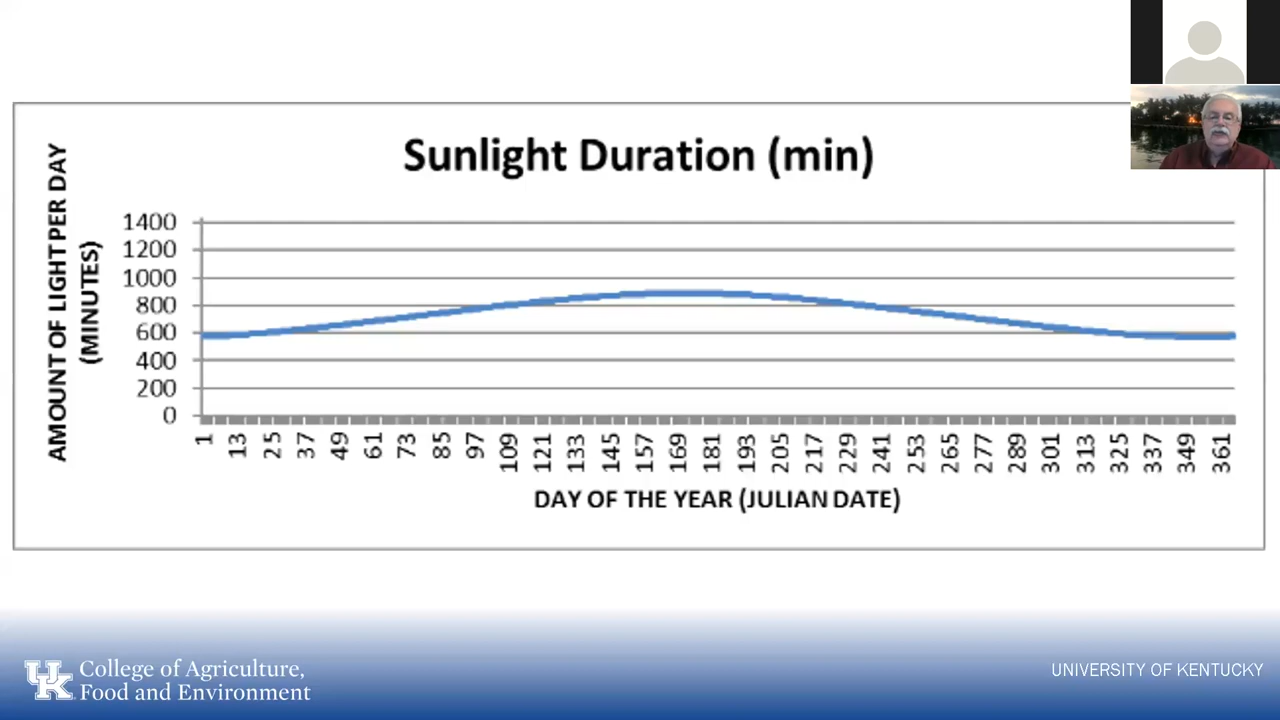 Sunlight Duration (min)
AMOUNT OF LIGHT PER DAY
(MINUTES)
1400
1200
1000
800
600
400
200
0
1 13 25 37 49 61 73 85 97 109 121 133 145 157 169 181 193 205 217 229 241 253 265 277 289 301 313 325 337 349 361
DAY OF THE YEAR (JULIAN DATE)
UK
College of Agriculture,
Food and Environment
UNIVERSITY OF KENTUCKY